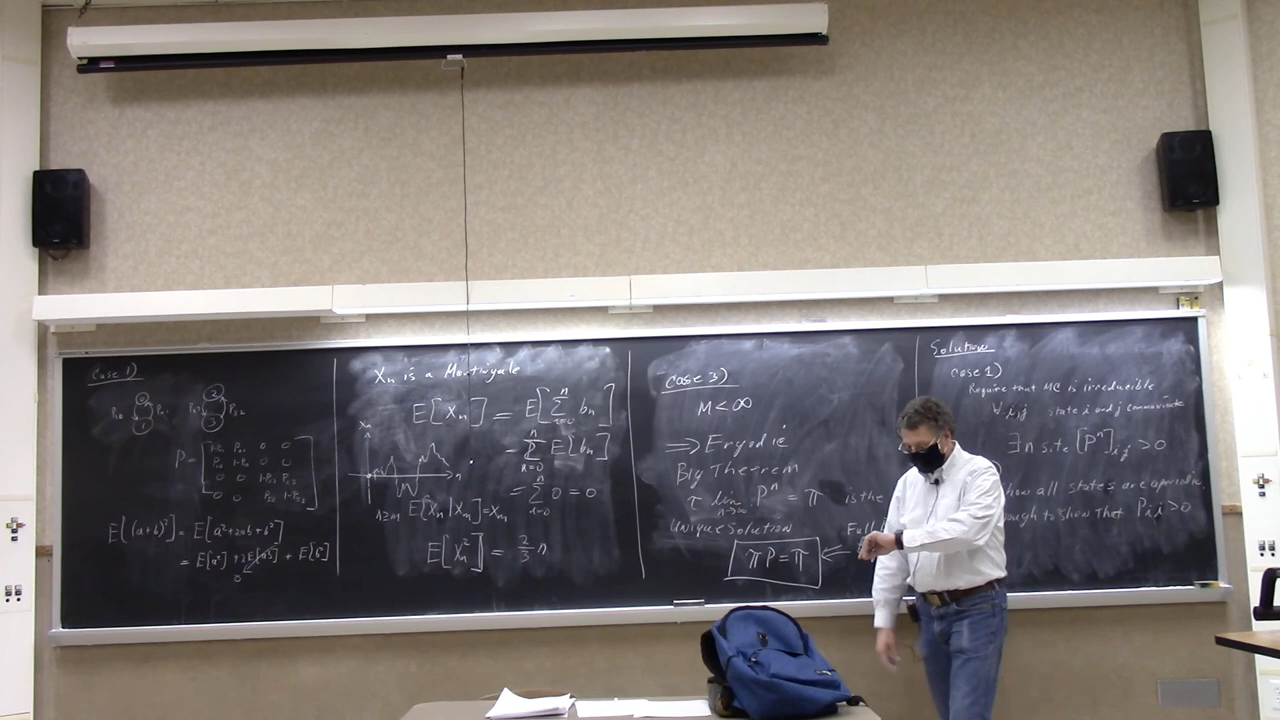 Case 1)
P =
E[(a+b)²] = E[a²+2ab+b²]
= E[a²] + 2E[ab] + E[b²]
0
Xn is a Martingale
E[Xn] = E[∑ bn]
= ∑ E[bn]
= ∑ 0 = 0
n≥m E[Xn|Xm] = Xm
E[Xn²] = 2/3 n
Case 3)
M < ∞
⇒ Ergodic
Big Theorem
lim n→∞ Pⁿ = π is the
Unique Solution
πP = π ⇐
Solution
Case 1)
Require that MC is irreducible
∀ i,j state i and j communicate
∃ n s.t. [Pⁿ]ij > 0
show all states are aperiodic
enough to show that Pii > 0